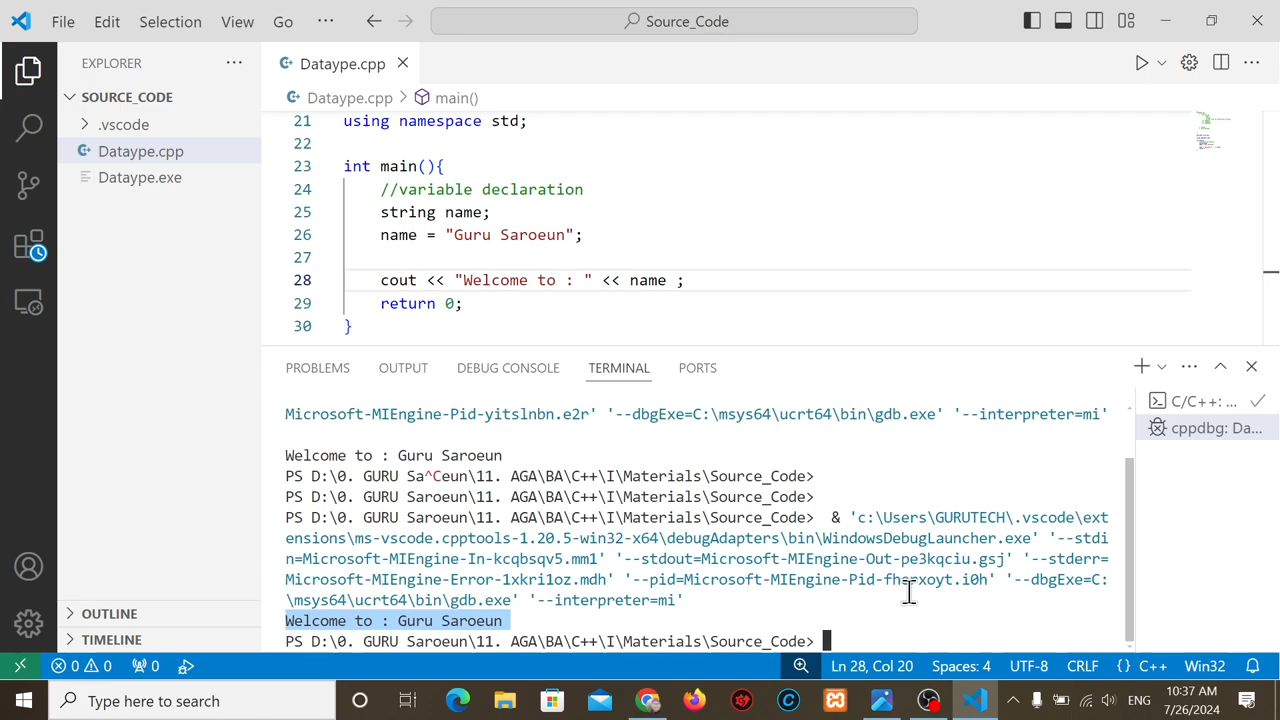 File Edit Selection View Go ··· Source_Code
EXPLORER ···
SOURCE_CODE
.vscode
Dataype.cpp
Dataype.exe
OUTLINE
TIMELINE
Dataype.cpp
Dataype.cpp > main()
21 using namespace std;
22
23 int main(){
24 //variable declaration
25 string name;
26 name = "Guru Saroeun";
27
28 cout << "Welcome to : " << name ;
29 return 0;
30 }
PROBLEMS OUTPUT DEBUG CONSOLE TERMINAL PORTS
Microsoft-MIEngine-Pid-yitslnbn.e2r' '--dbgExe=C:\msys64\ucrt64\bin\gdb.exe' '--interpreter=mi'
Welcome to : Guru Saroeun
PS D:\0. GURU Sa^Ceun\11. AGA\BA\C++\I\Materials\Source_Code>
PS D:\0. GURU Saroeun\11. AGA\BA\C++\I\Materials\Source_Code>
PS D:\0. GURU Saroeun\11. AGA\BA\C++\I\Materials\Source_Code> & 'c:\Users\GURUTECH\.vscode\ext
ensions\ms-vscode.cpptools-1.20.5-win32-x64\debugAdapters\bin\WindowsDebugLauncher.exe' '--stdi
n=Microsoft-MIEngine-In-kcqbsqv5.mm1' '--stdout=Microsoft-MIEngine-Out-pe3kqciu.gsj' '--stderr=
Microsoft-MIEngine-Error-1xkri1oz.mdh' '--dbgExe=C:
\msys64\ucrt64\bin\gdb.exe' '--interpreter=mi'
Welcome to : Guru Saroeun
PS D:\0. GURU Saroeun\11. AGA\BA\C++\I\Materials\Source_Code>
C/C++: ...
cppdbg: Da...
0 0 0 Ln 28, Col 20 Spaces: 4 UTF-8 CRLF {} C++ Win32
Type here to search ENG 10:37 AM
7/26/2024